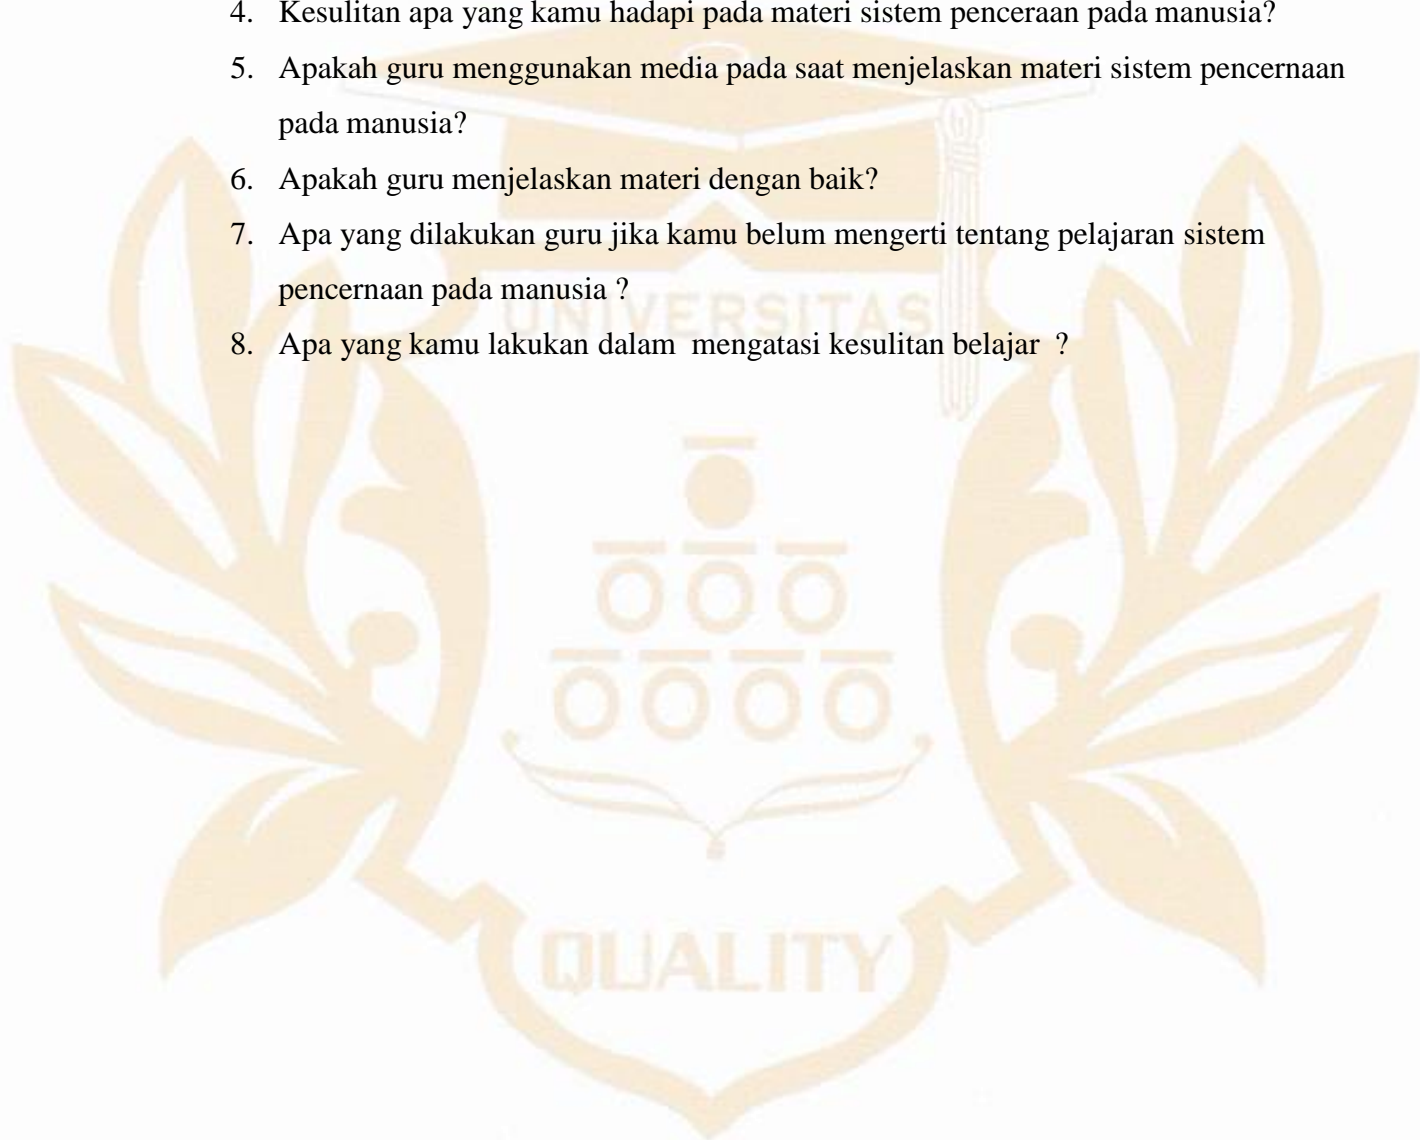 4. Kesulitan apa yang kamu hadapi pada materi sistem penceraan pada manusia?
5. Apakah guru menggunakan media pada saat menjelaskan materi sistem pencernaan
pada manusia?
6. Apakah guru menjelaskan materi dengan baik?
7. Apa yang dilakukan guru jika kamu belum mengerti tentang pelajaran sistem
pencernaan pada manusia ?
UNIVERSITAS
8. Apa yang kamu lakukan dalam mengatasi kesulitan belajar ?
QUALITY